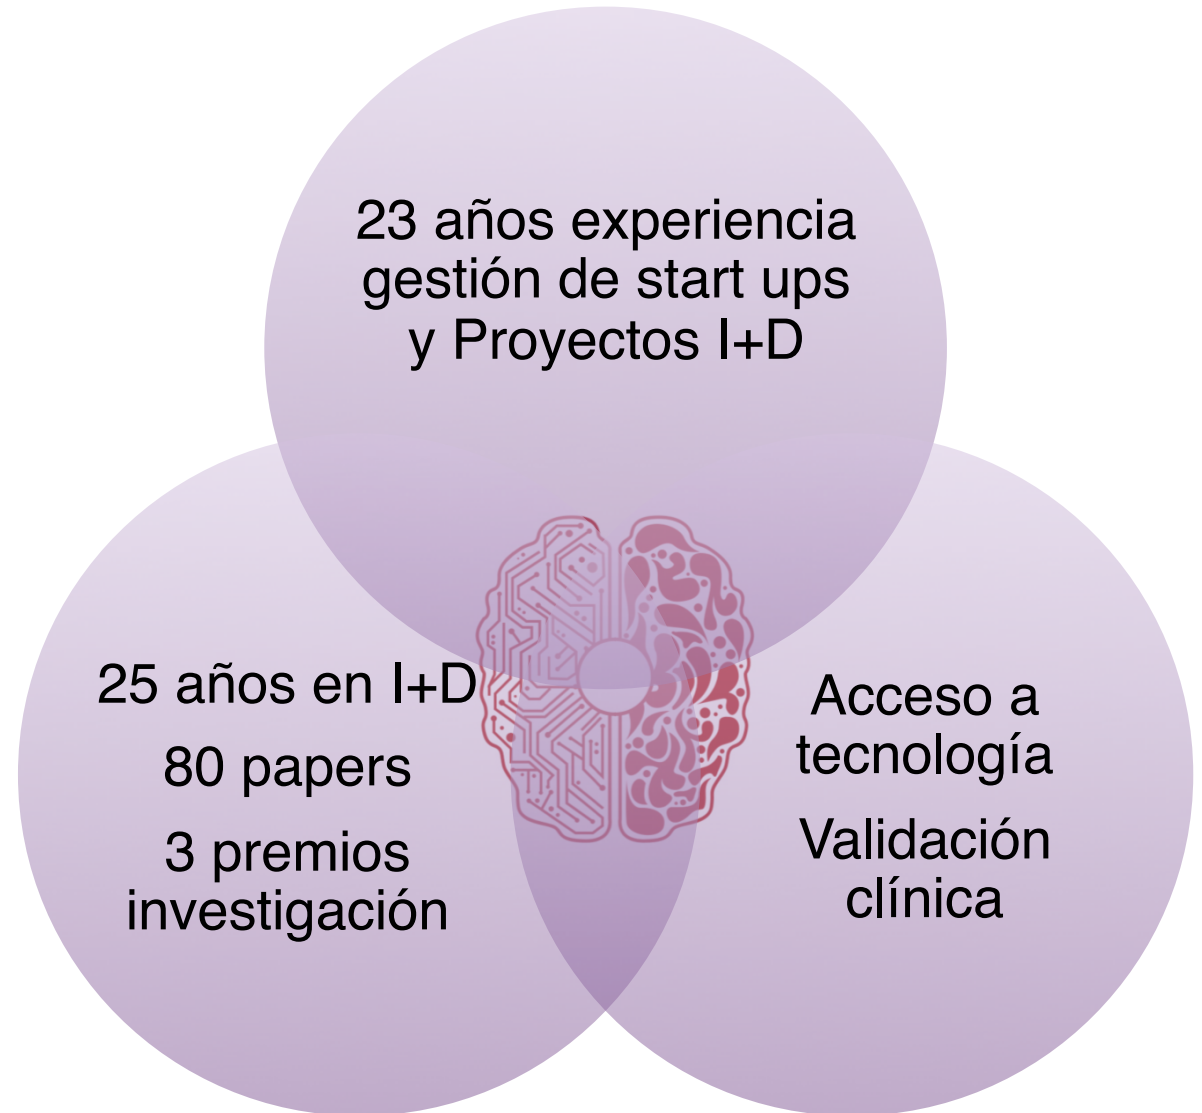 23 años experiencia
gestión de start ups
y Proyectos I+D
25 años en I+D
80 papers
3 premios
investigación
Acceso a
tecnología
Validación
clínica